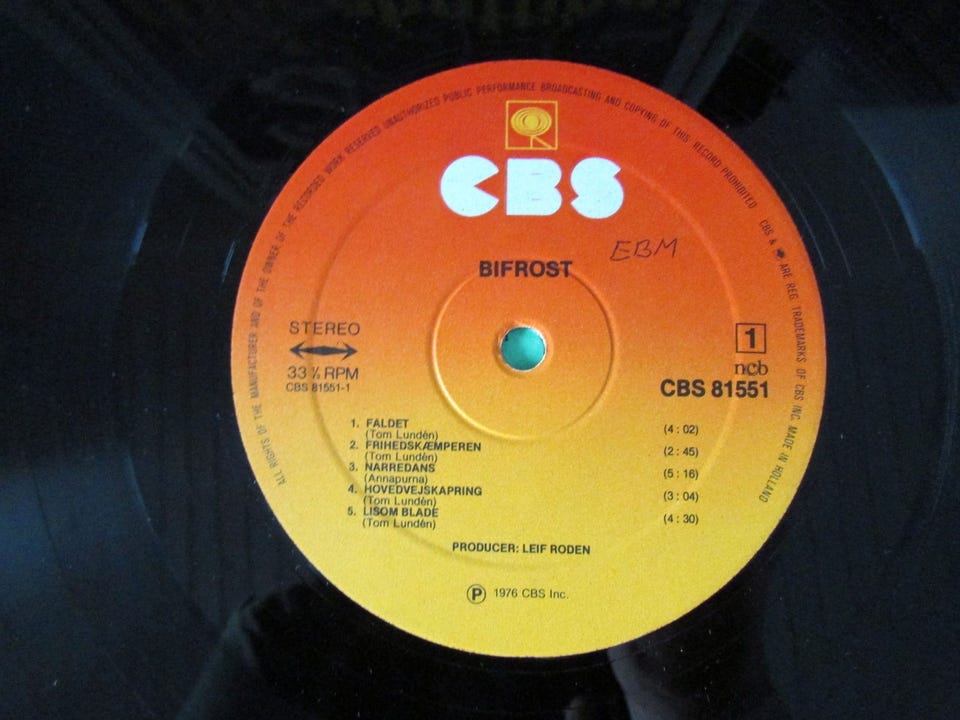 ALL RIGHTS OF THE MANUFACTURER AND OF THE OWNER OF THE RECORDED WORK RESERVED UNAUTHORIZED PUBLIC PERFORMANCE BROADCASTING AND COPYING OF THIS RECORD PROHIBITED CBS & ARE REG. TRADEMARKS OF CBS INC. MADE IN HOLLAND
CBS
EBM
BIFROST
STEREO
33 ⅓ RPM
CBS 81551-1
1
ncb
CBS 81551
1. FALDET (4 : 02)
(Tom Lundén)
2. FRIHEDSKÆMPEREN (2 : 45)
(Tom Lundén)
3. NARREDANS (5 : 16)
(Annapurna)
4. HOVEDVEJSKAPRING (3 : 04)
(Tom Lundén)
5. LISOM BLADE (4 : 30)
(Tom Lundén)
PRODUCER: LEIF RODEN
Ⓟ 1976 CBS Inc.